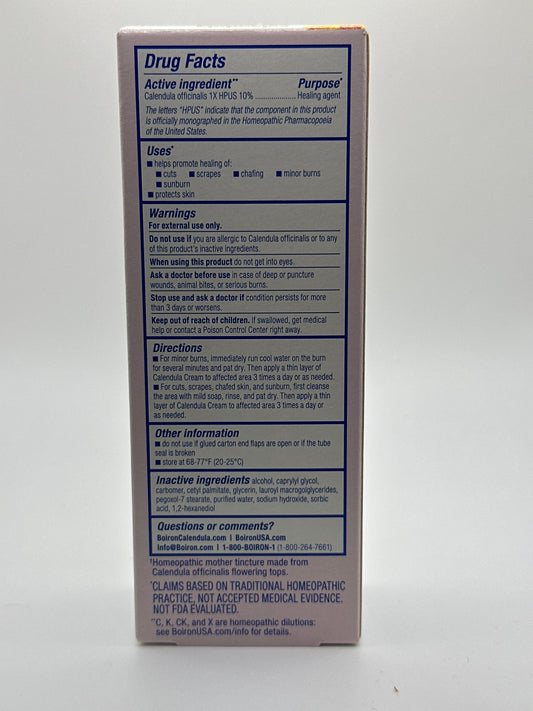 Drug Facts
Active ingredient** Purpose*
Calendula officinalis 1X HPUS 10% .................... Healing agent
The letters "HPUS" indicate that the component in this product
is officially monographed in the Homeopathic Pharmacopoeia
of the United States.
Uses*
■ helps promote healing of:
■ cuts ■ scrapes ■ chafing ■ minor burns
■ sunburn
■ protects skin
Warnings
For external use only.
Do not use if you are allergic to Calendula officinalis or to any
of this product's inactive ingredients.
When using this product do not get into eyes.
Ask a doctor before use in case of deep or puncture
wounds, animal bites, or serious burns.
Stop use and ask a doctor if condition persists for more
than 3 days or worsens.
Keep out of reach of children. If swallowed, get medical
help or contact a Poison Control Center right away.
Directions
■ For minor burns, immediately run cool water on the burn
for several minutes and pat dry. Then apply a thin layer of
Calendula Cream to affected area 3 times a day or as needed.
■ For cuts, scrapes, chafed skin, and sunburn, first cleanse
the area with mild soap, rinse, and pat dry. Then apply a thin
layer of Calendula Cream to affected area 3 times a day or
as needed.
Other information
■ do not use if glued carton end flaps are open or if the tube
seal is broken
■ store at 68-77°F (20-25°C)
Inactive ingredients alcohol, caprylyl glycol,
carbomer, cetyl palmitate, glycerin, lauroyl macrogolglycerides,
pegoxol-7 stearate, purified water, sodium hydroxide, sorbic
acid, 1,2-hexanediol
Questions or comments?
BoironCalendula.com | BoironUSA.com
Info@Boiron.com | 1-800-BOIRON-1 (1-800-264-7661)
†Homeopathic mother tincture made from
Calendula officinalis flowering tops.
*CLAIMS BASED ON TRADITIONAL HOMEOPATHIC
PRACTICE, NOT ACCEPTED MEDICAL EVIDENCE.
NOT FDA EVALUATED.
**C, K, CK, and X are homeopathic dilutions:
see BoironUSA.com/info for details.